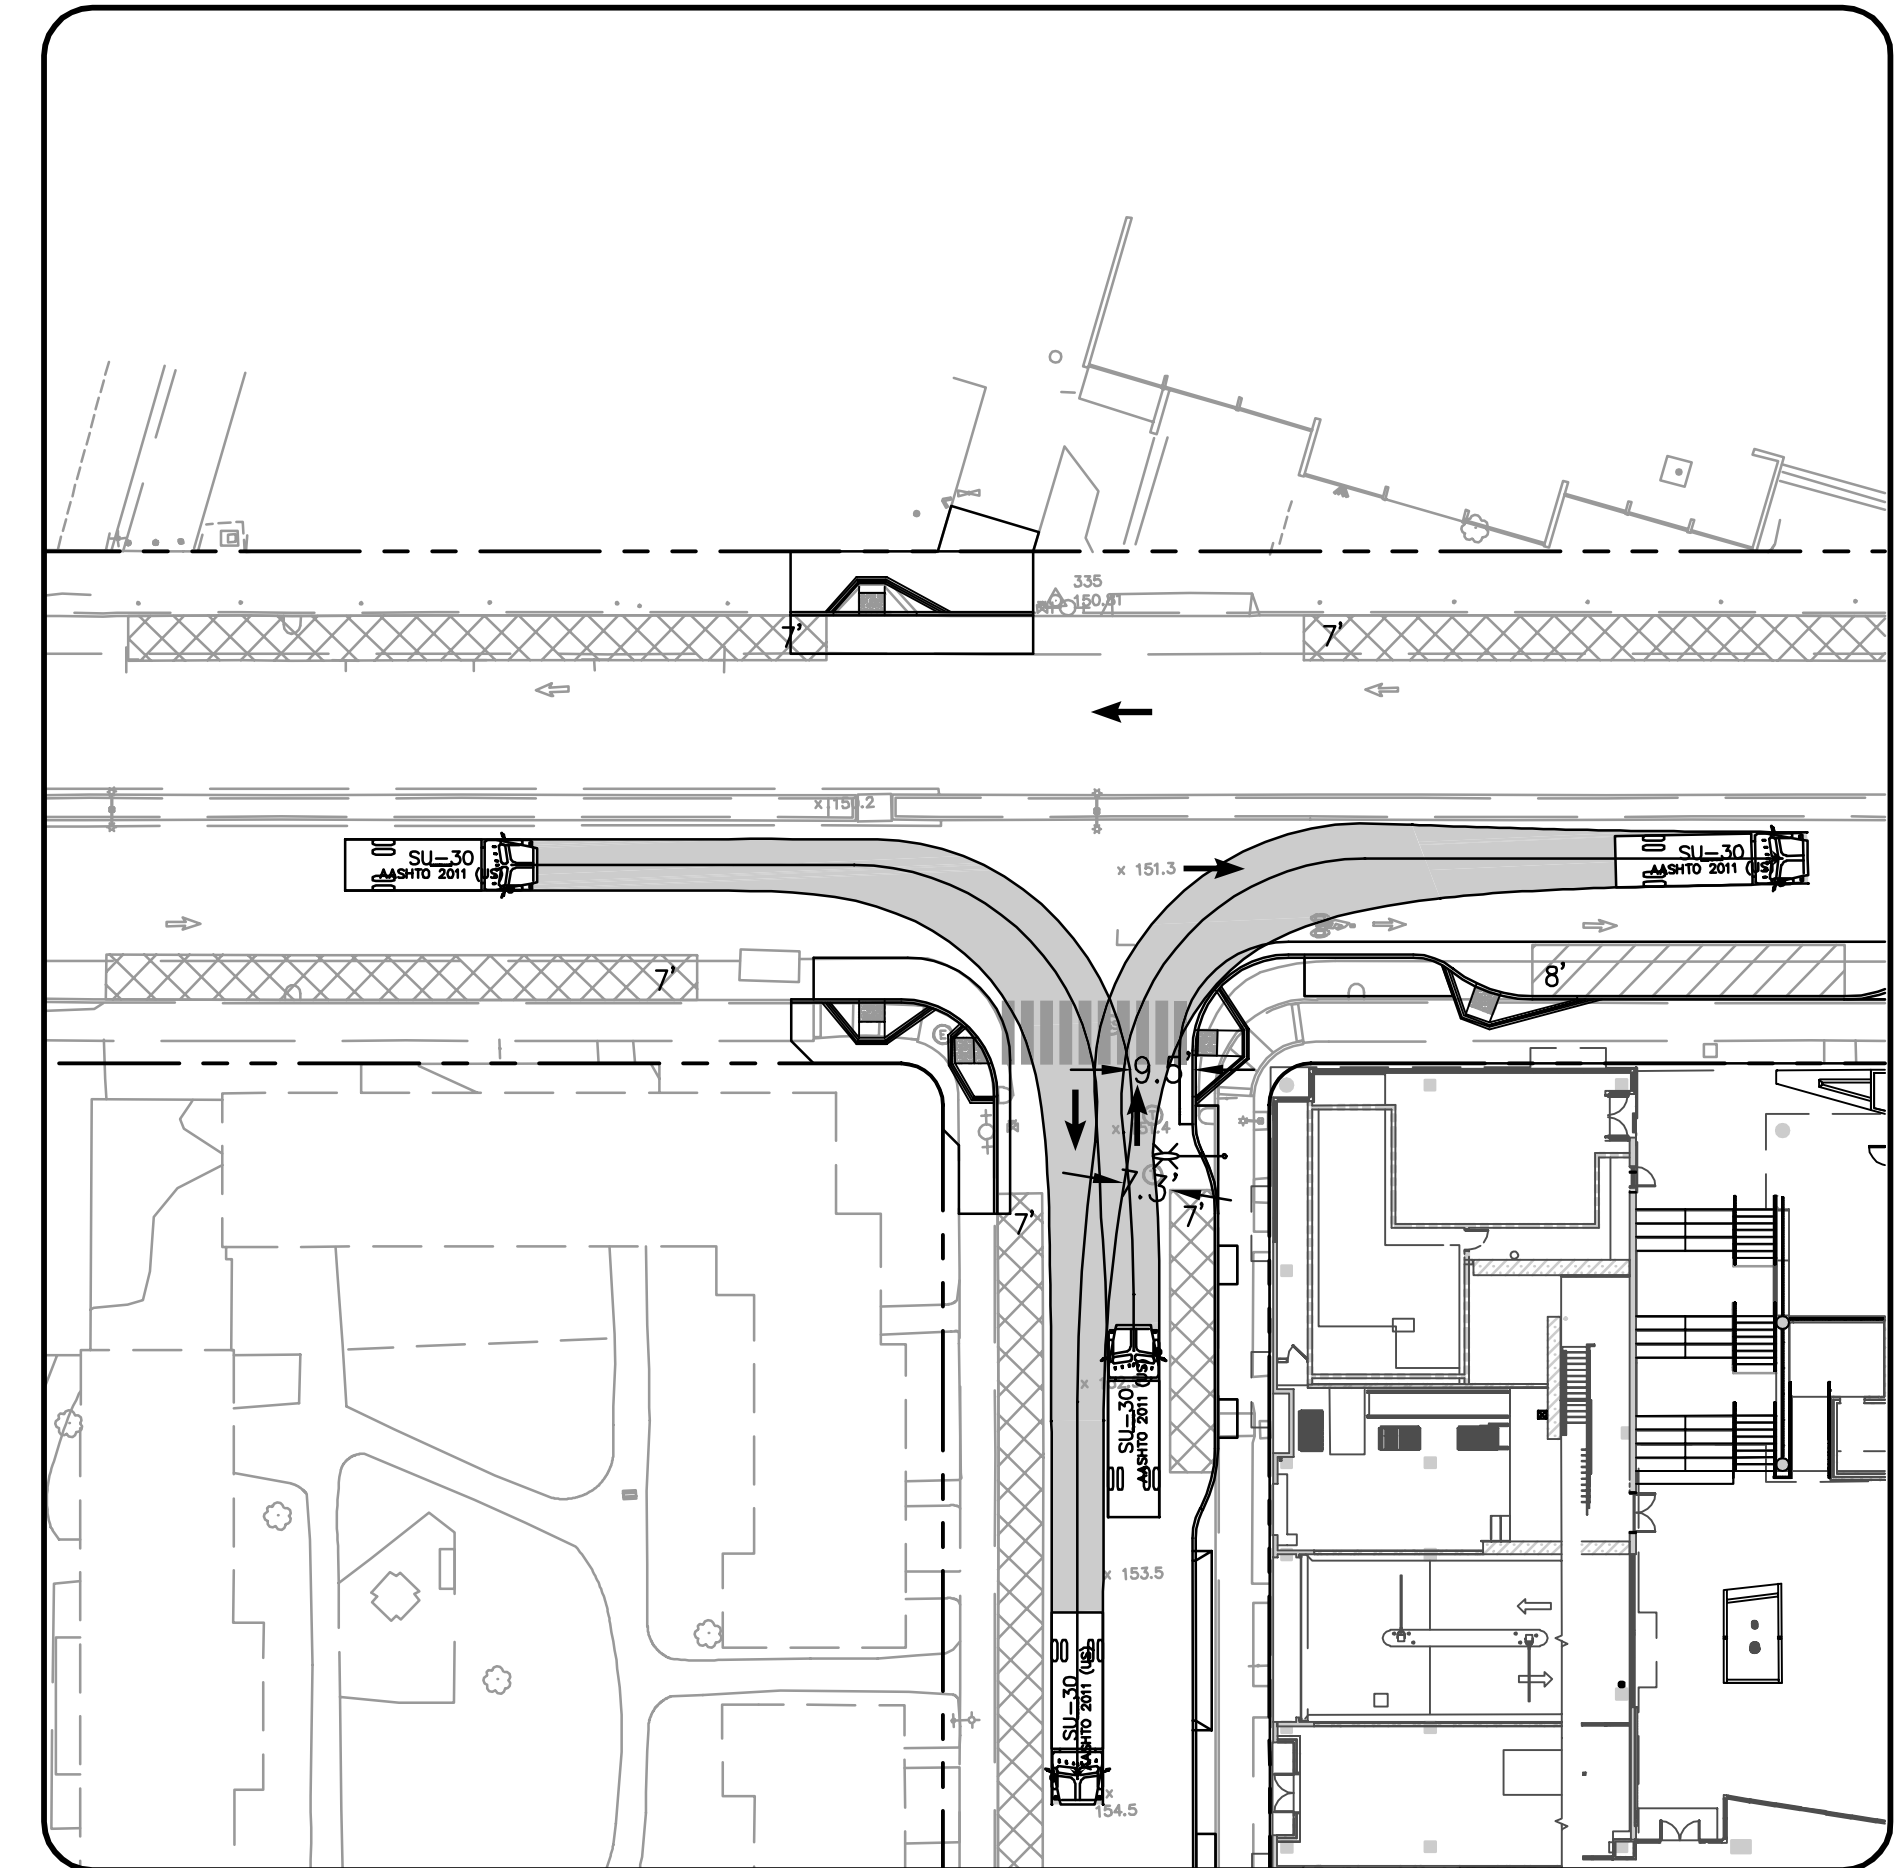 335
150.81
7'
7'
x 150.2
SU-30
AASHTO 2011 (US)
x 151.3
SU-30
AASHTO 2011 (US)
7'
8'
E
9.5'
x 151.4
7.3'
7'
7'
SU-30
AASHTO 2011 (US)
x 153.5
SU-30
AASHTO 2011 (US)
x
154.5